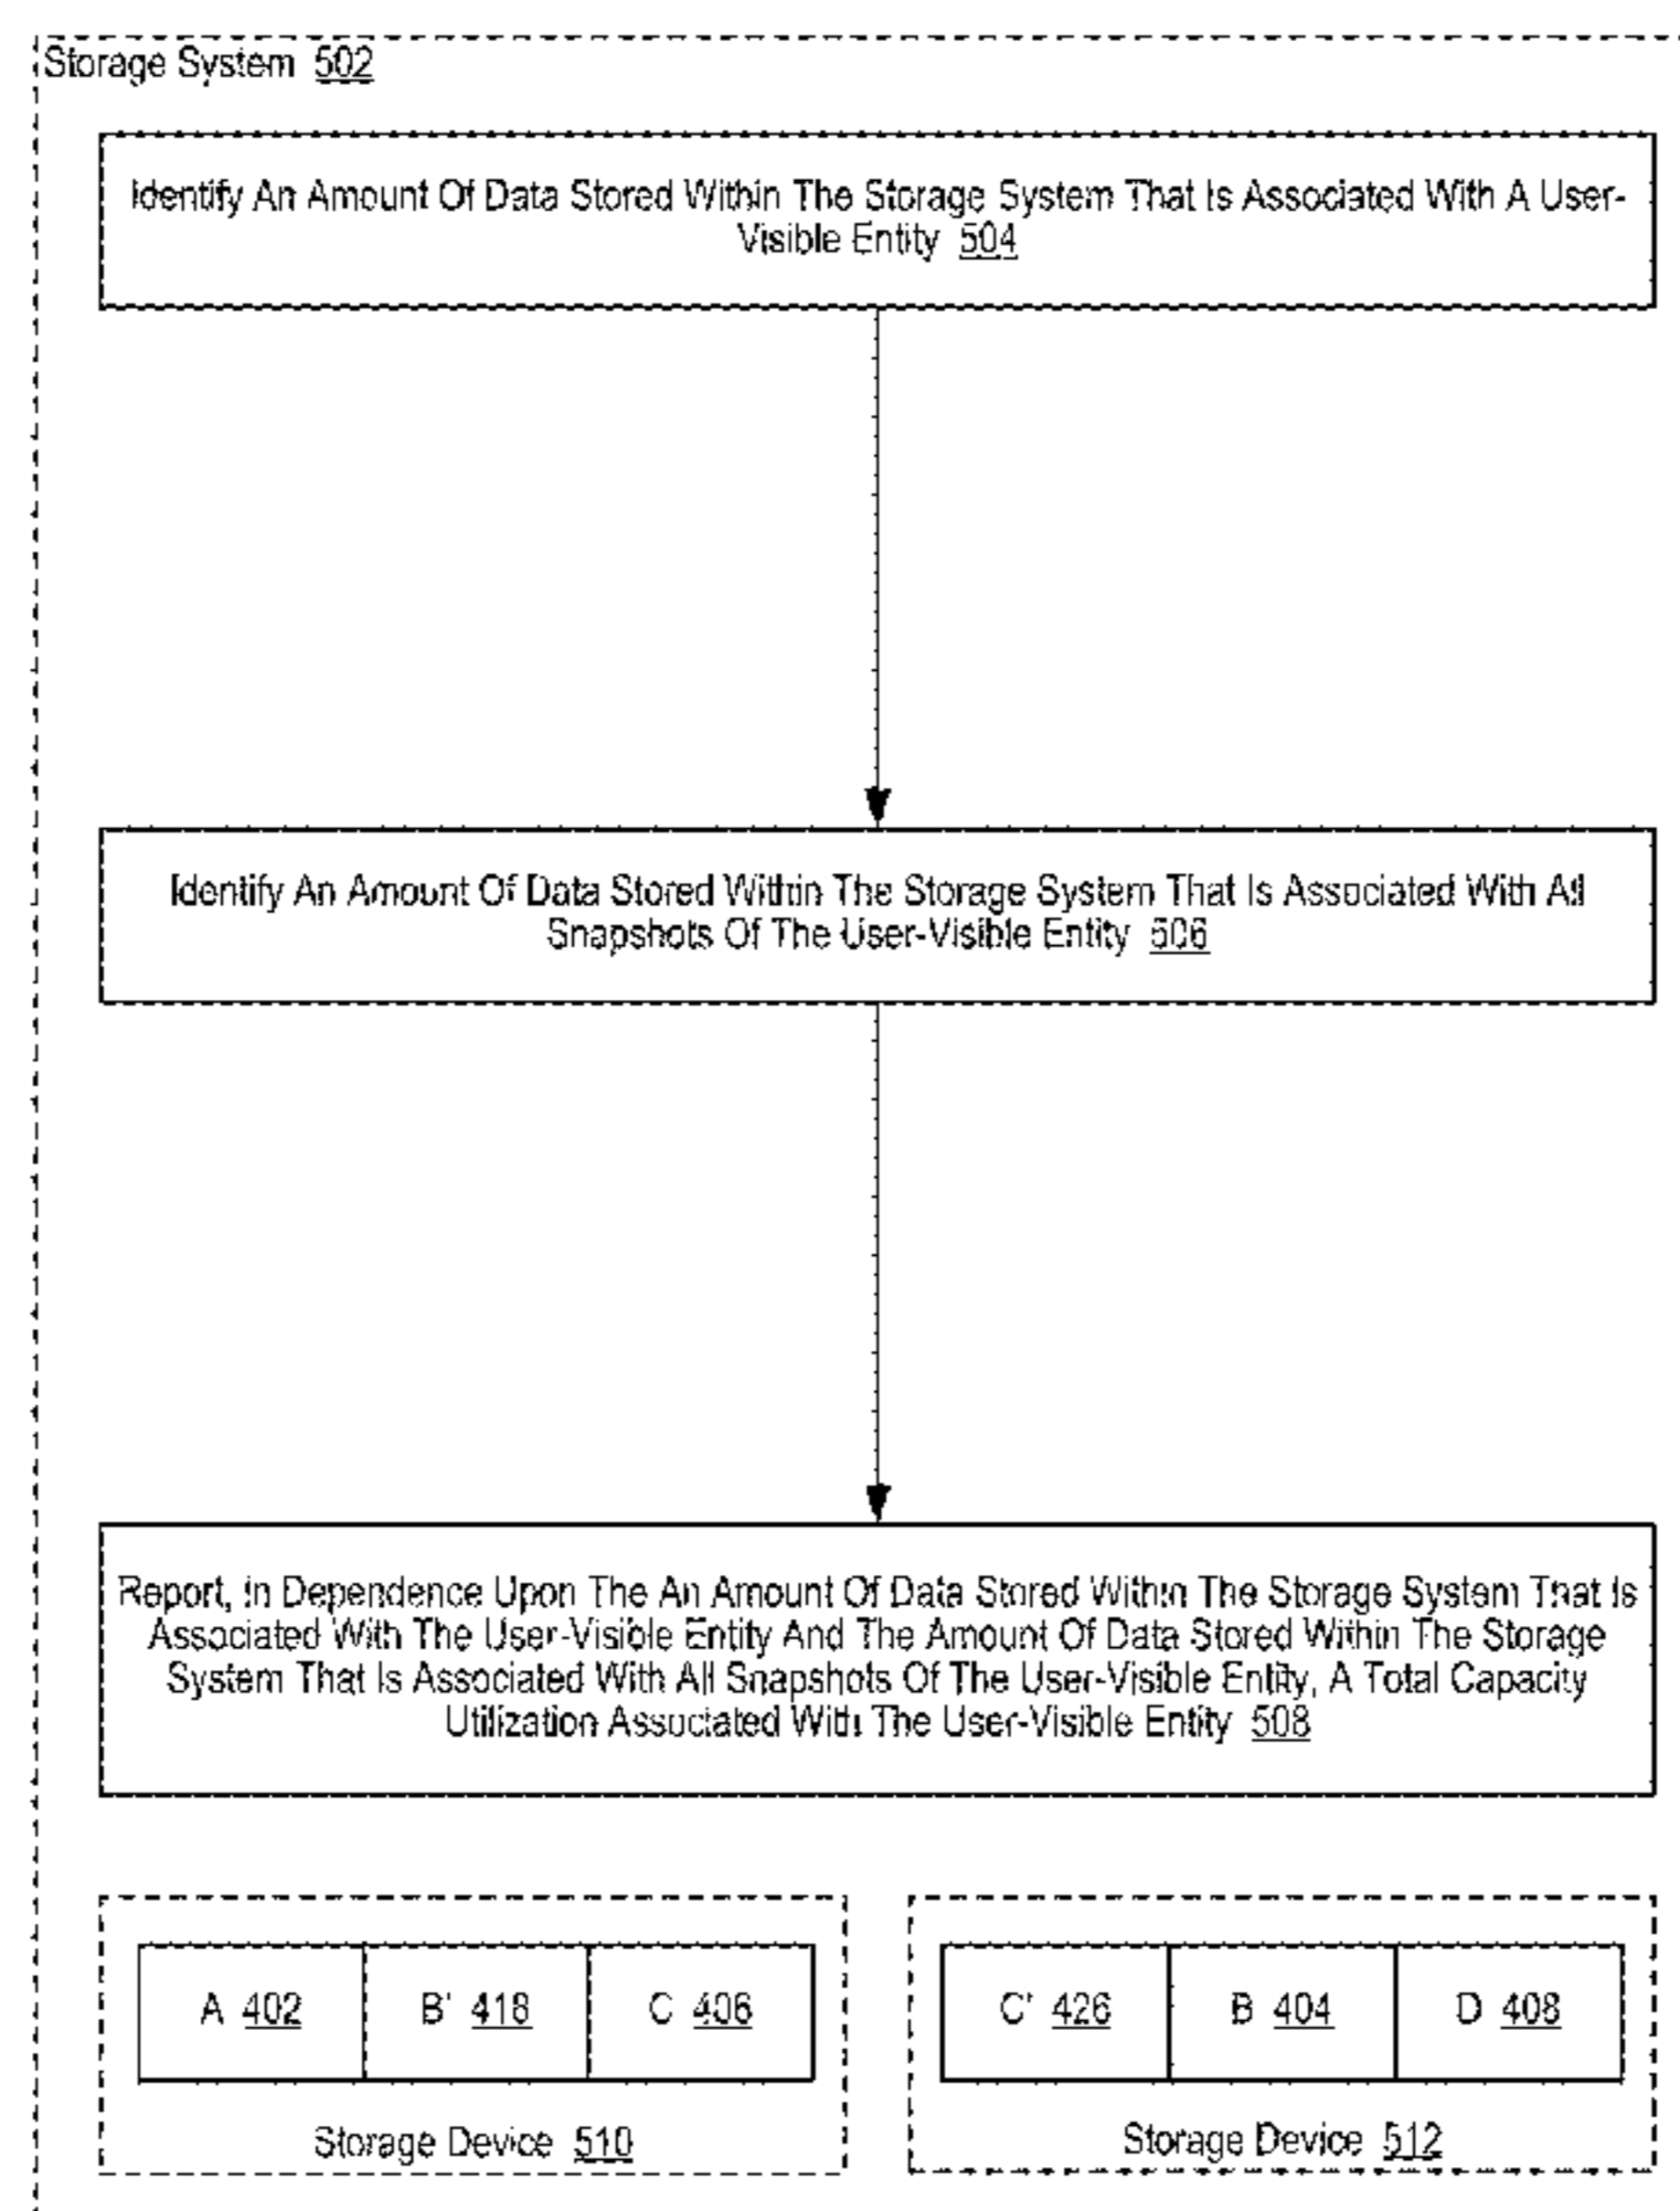 Storage System 502
Identify An Amount Of Data Stored Within The Storage System That Is Associated With A User-
Visible Entity 504
Identify An Amount Of Data Stored Within The Storage System That Is Associated With All
Snapshots Of The User-Visible Entity 506
Report, In Dependence Upon The An Amount Of Data Stored Within The Storage System That Is
Associated With The User-Visible Entity And The Amount Of Data Stored Within The Storage
System That Is Associated With All Snapshots Of The User-Visible Entity, A Total Capacity
Utilization Associated With The User-Visible Entity 508
A 402 B' 418 C 406
Storage Device 510
C' 426 B 404 D 408
Storage Device 512